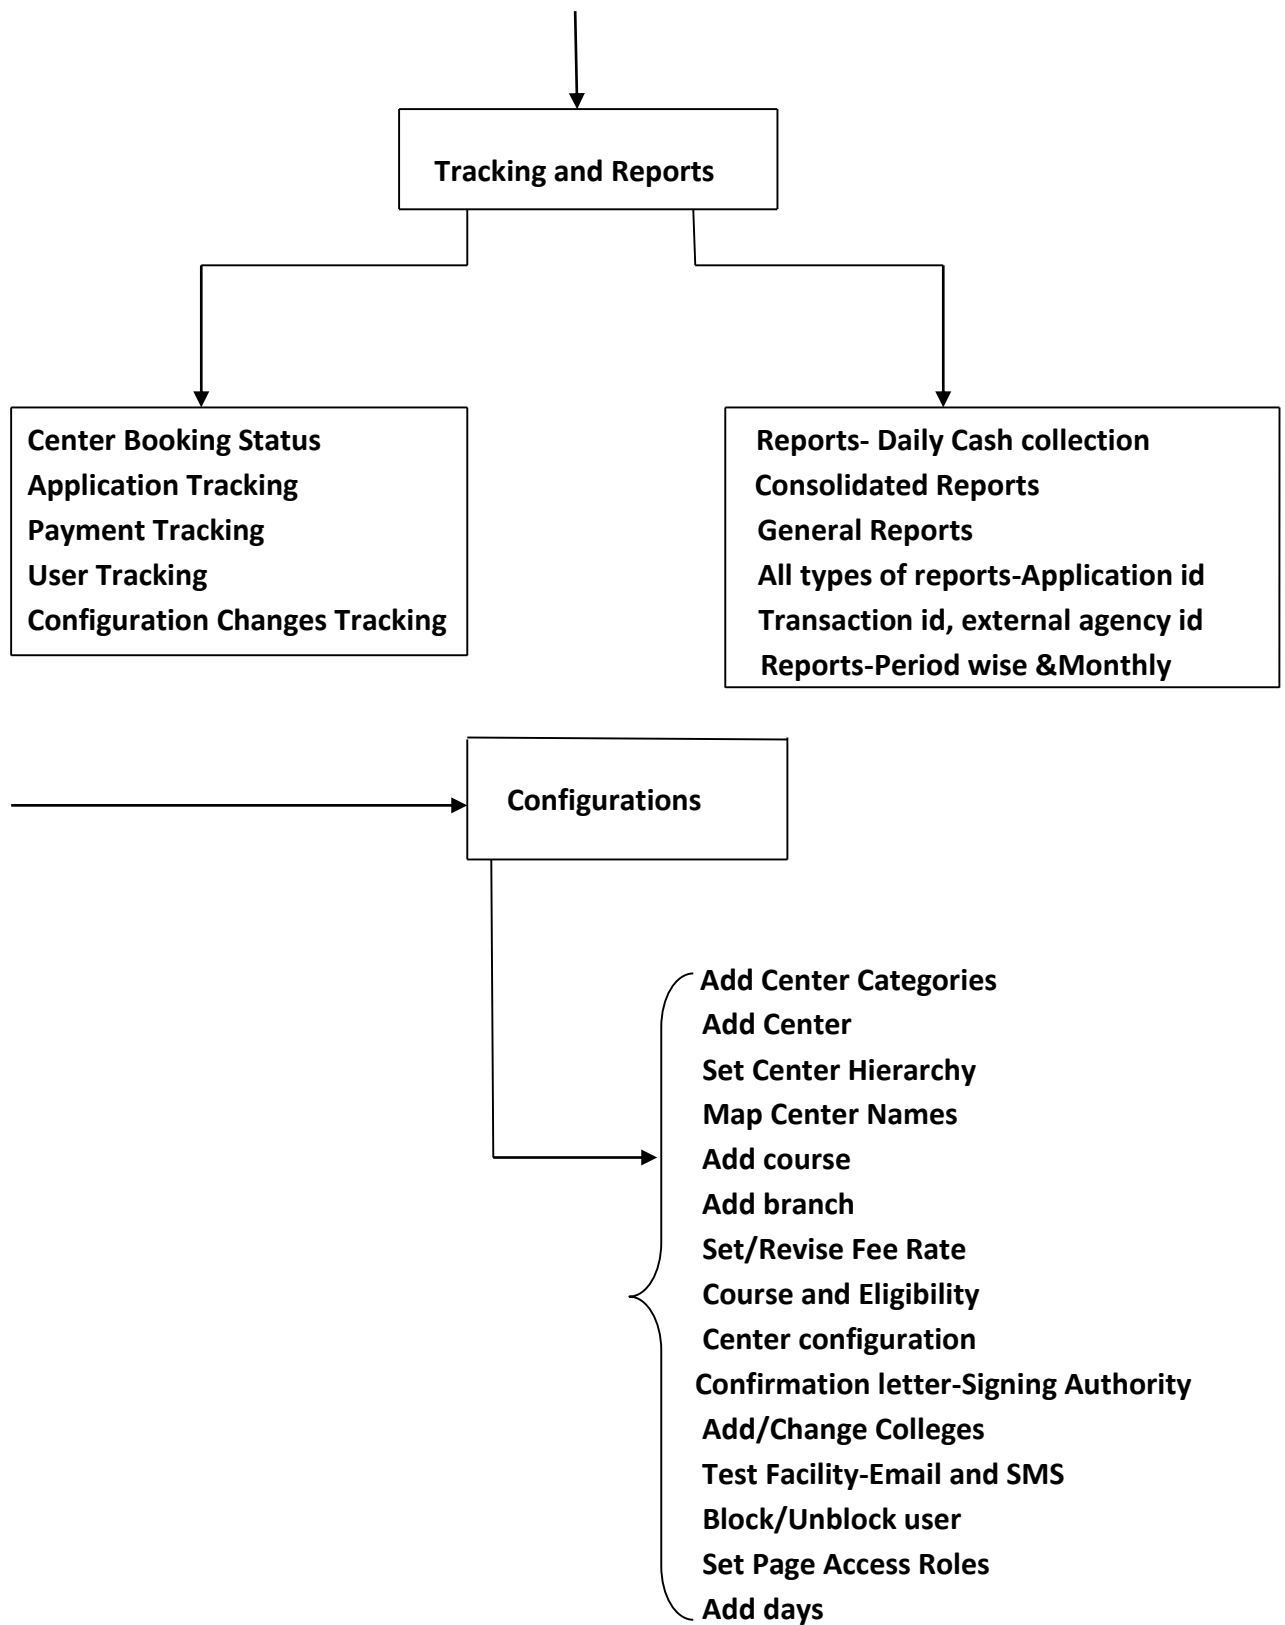 Tracking and Reports
Center Booking Status
Application Tracking
Payment Tracking
User Tracking
Configuration Changes Tracking
Reports- Daily Cash collection
Consolidated Reports
General Reports
All types of reports-Application id
Transaction id, external agency id
Reports-Period wise &Monthly
Configurations
Add Center Categories
Add Center
Set Center Hierarchy
Map Center Names
Add course
Add branch
Set/Revise Fee Rate
Course and Eligibility
Center configuration
Confirmation letter-Signing Authority
Add/Change Colleges
Test Facility-Email and SMS
Block/Unblock user
Set Page Access Roles
Add days